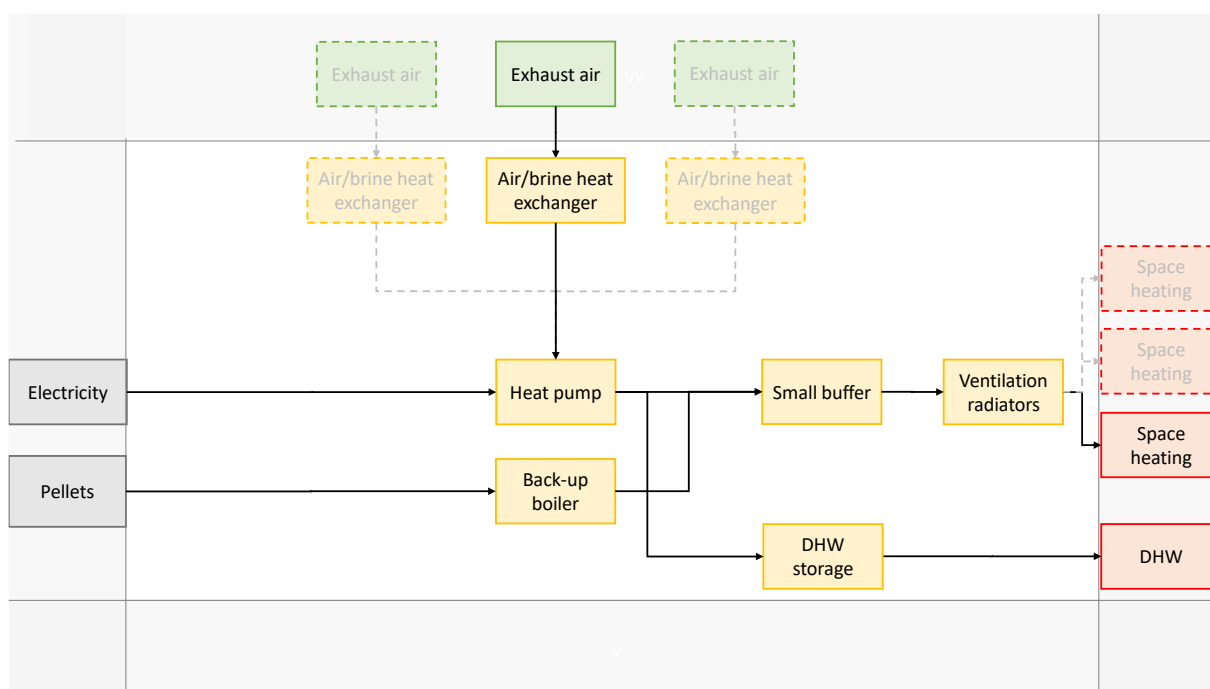 Exhaust air
Exhaust air
Exhaust air
Air/brine heat
exchanger
Air/brine heat
exchanger
Air/brine heat
exchanger
Space
heating
Space
heating
Electricity
Heat pump
Small buffer
Ventilation
radiators
Space
heating
Pellets
Back-up
boiler
DHW
storage
DHW